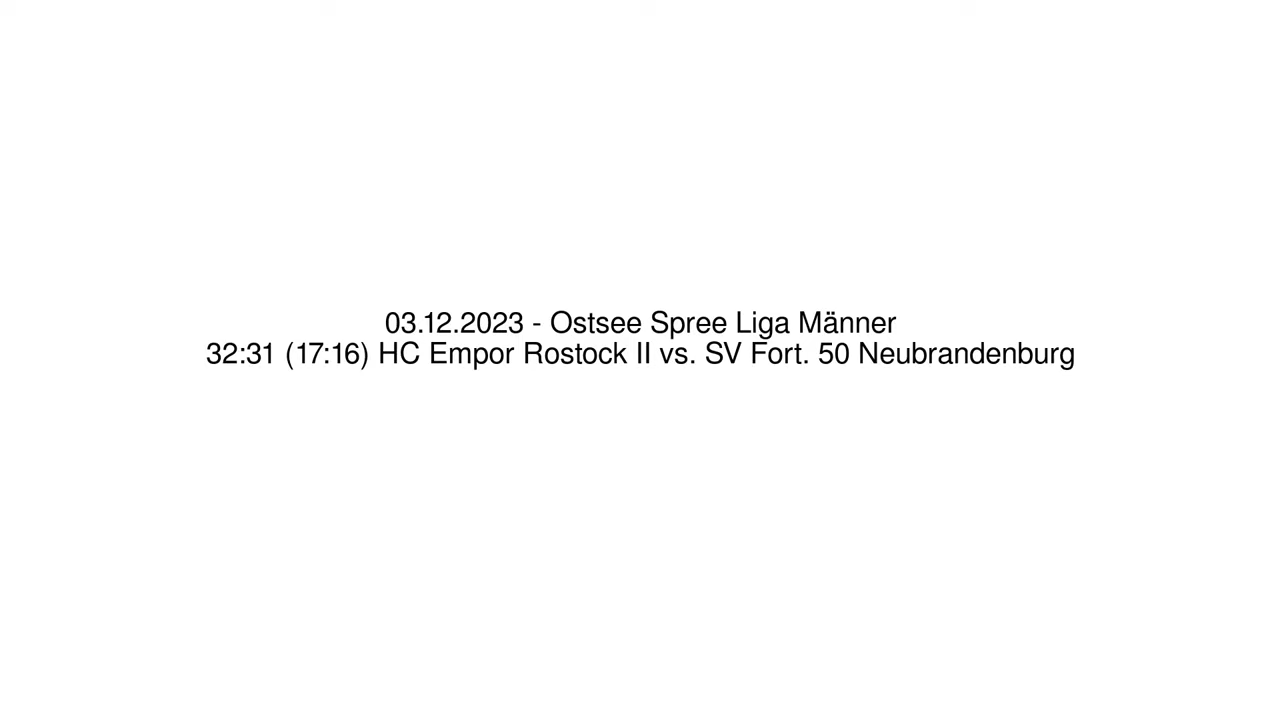 03.12.2023 - Ostsee Spree Liga Männer
32:31 (17:16) HC Empor Rostock II vs. SV Fort. 50 Neubrandenburg